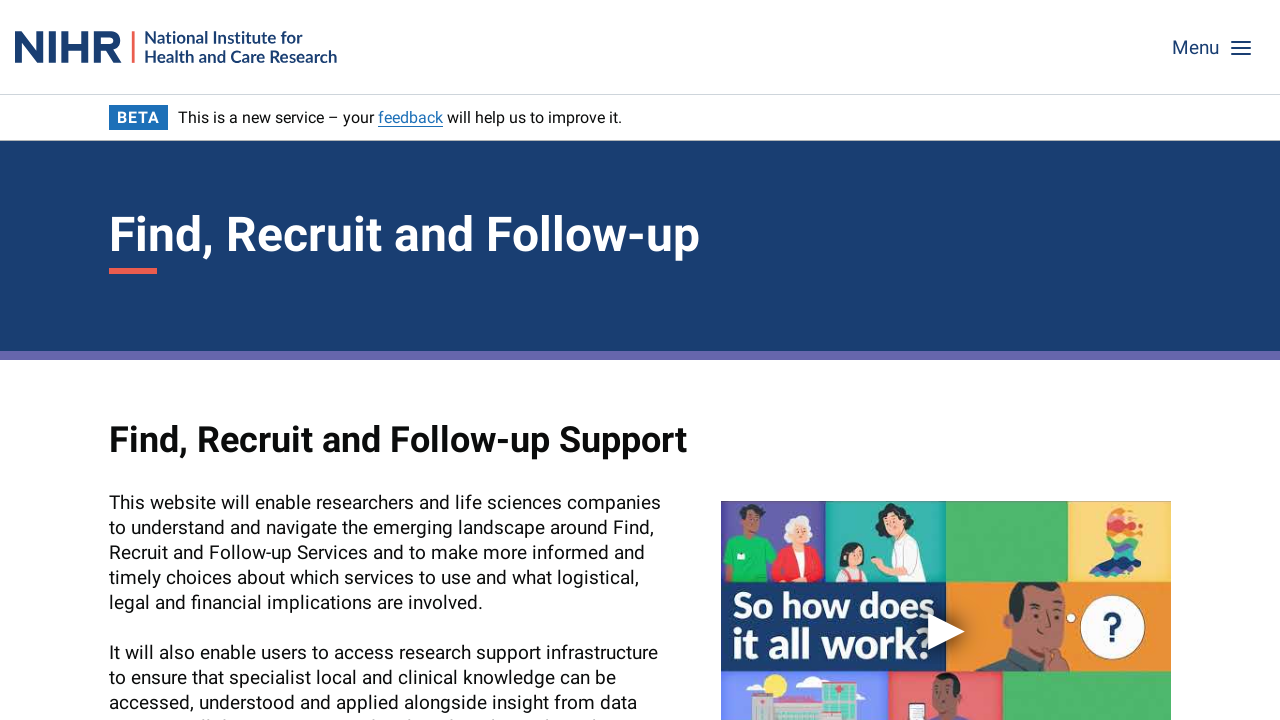 NIHR
National Institute for
Health and Care Research
Menu
BETA This is a new service – your feedback will help us to improve it.
Find, Recruit and Follow-up
Find, Recruit and Follow-up Support
This website will enable researchers and life sciences companies
to understand and navigate the emerging landscape around Find,
Recruit and Follow-up Services and to make more informed and
timely choices about which services to use and what logistical,
legal and financial implications are involved.
It will also enable users to access research support infrastructure
to ensure that specialist local and clinical knowledge can be
accessed, understood and applied alongside insight from data
So how does
it all work?
?